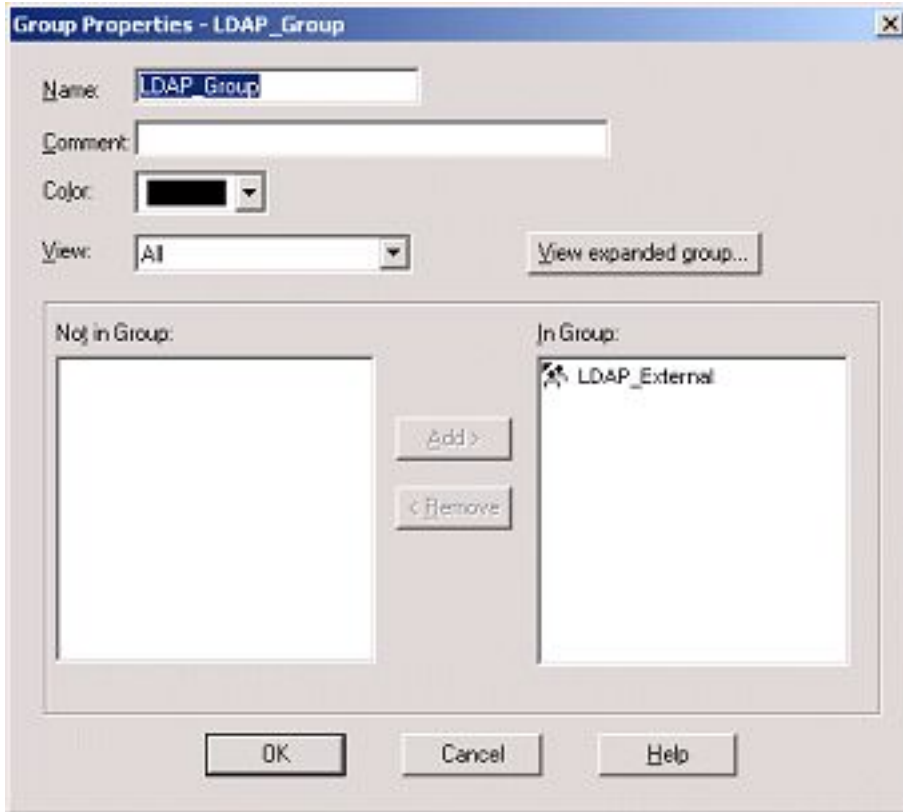 Group Properties - LDAP_Group
Name: LDAP_Group
Comment:
Color:
View: All
View expanded group...
Not in Group:
In Group:
LDAP_External
Add >
< Remove
OK
Cancel
Help